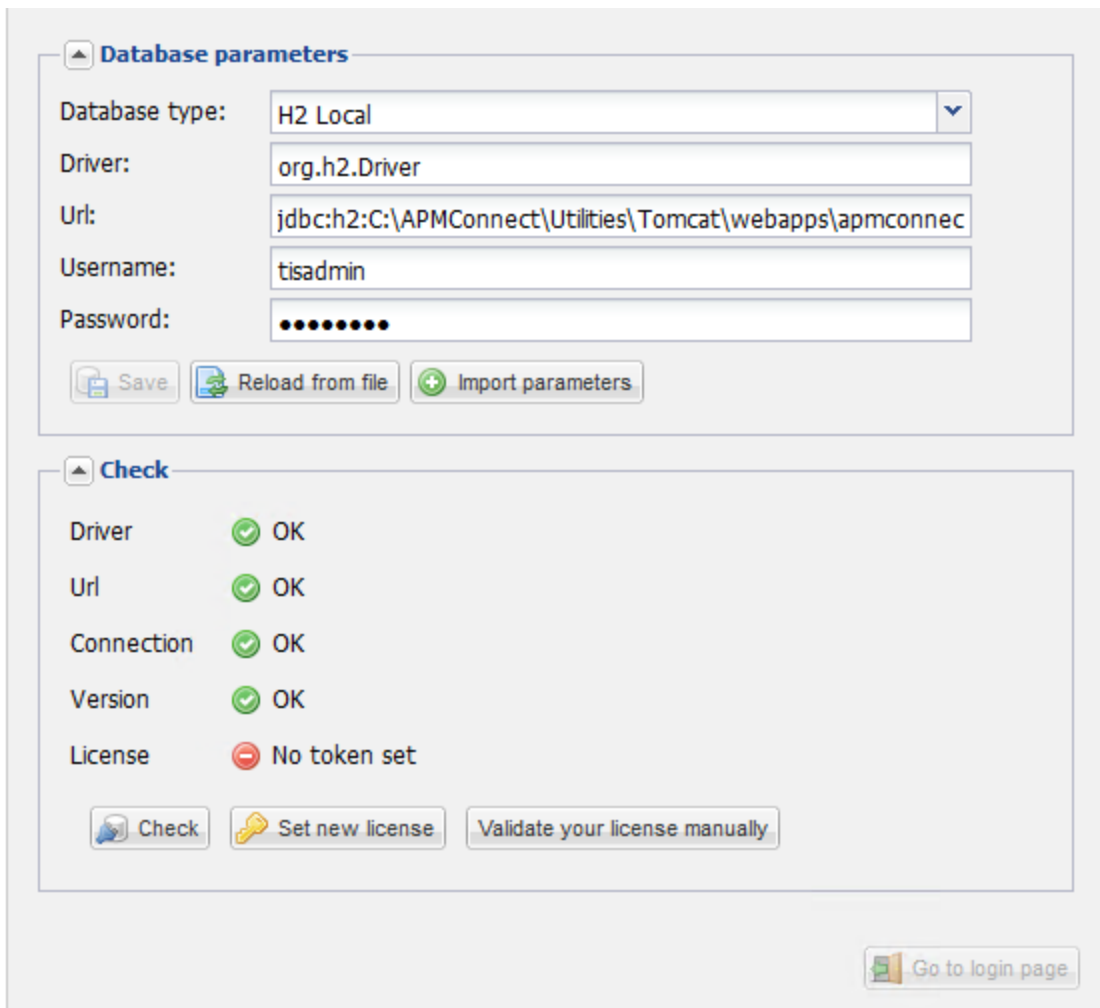 Database parameters
Database type: H2 Local
Driver: org.h2.Driver
Url: jdbc:h2:C:\APMConnect\Utilities\Tomcat\webapps\apmconnec
Username: tisadmin
Password: ●●●●●●●●
Save Reload from file Import parameters
Check
Driver OK
Url OK
Connection OK
Version OK
License No token set
Check Set new license Validate your license manually
Go to login page